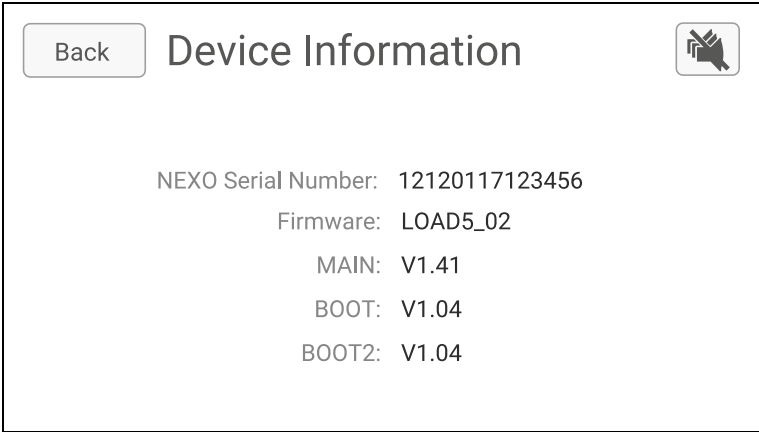 Back
Device Information
NEXO Serial Number: 12120117123456
Firmware: LOAD5_02
MAIN: V1.41
BOOT: V1.04
BOOT2: V1.04